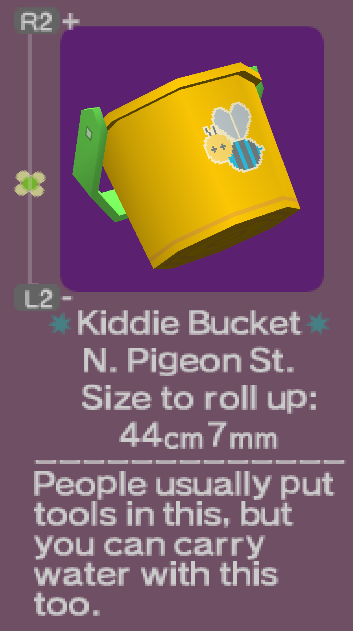 R2 +
L2 -
Kiddie Bucket
N. Pigeon St.
Size to roll up:
44cm7mm
People usually put
tools in this, but
you can carry
water with this
too.